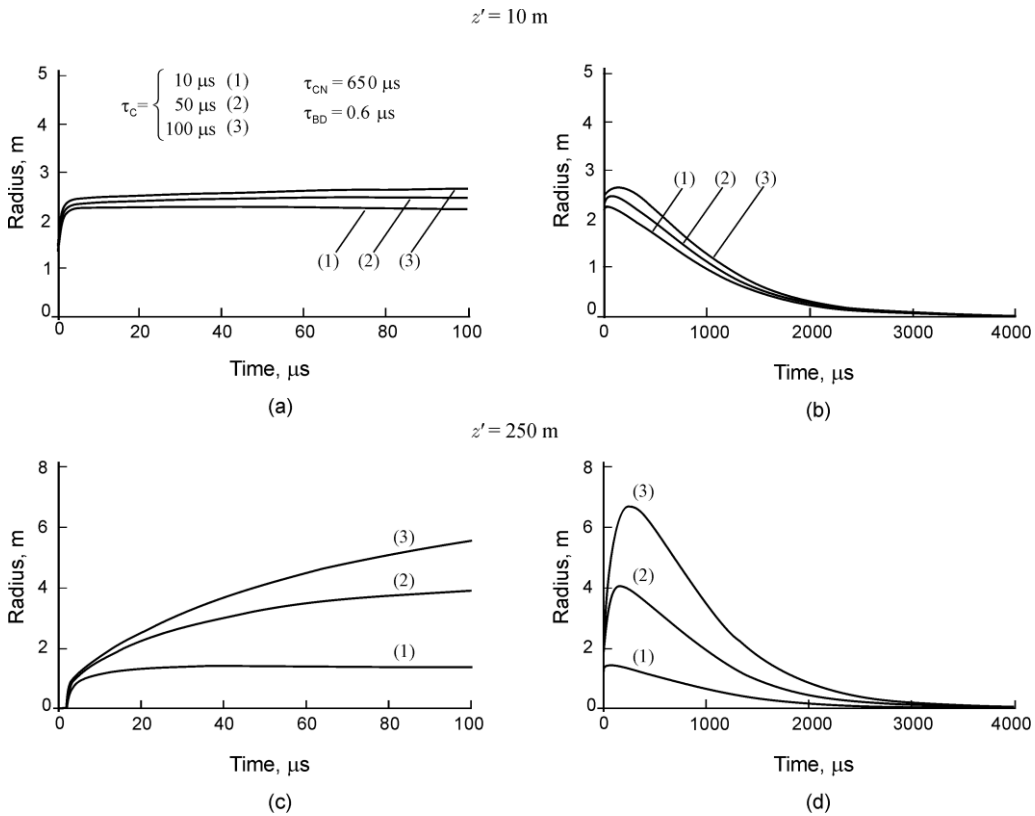 z′ = 10 m
Radius, m
5
4
3
2
1
0
τC=
10 μs (1)
50 μs (2)
100 μs (3)
τCN = 650 μs
τBD = 0.6 μs
(1) (2) (3)
0 20 40 60 80 100
Time, μs
(a)
Radius, m
5
4
3
2
1
0
(1) (2) (3)
0 1000 2000 3000 4000
Time, μs
(b)
z′ = 250 m
Radius, m
8
6
4
2
0
(3)
(2)
(1)
0 20 40 60 80 100
Time, μs
(c)
Radius, m
8
6
4
2
0
(3)
(2)
(1)
0 1000 2000 3000 4000
Time, μs
(d)